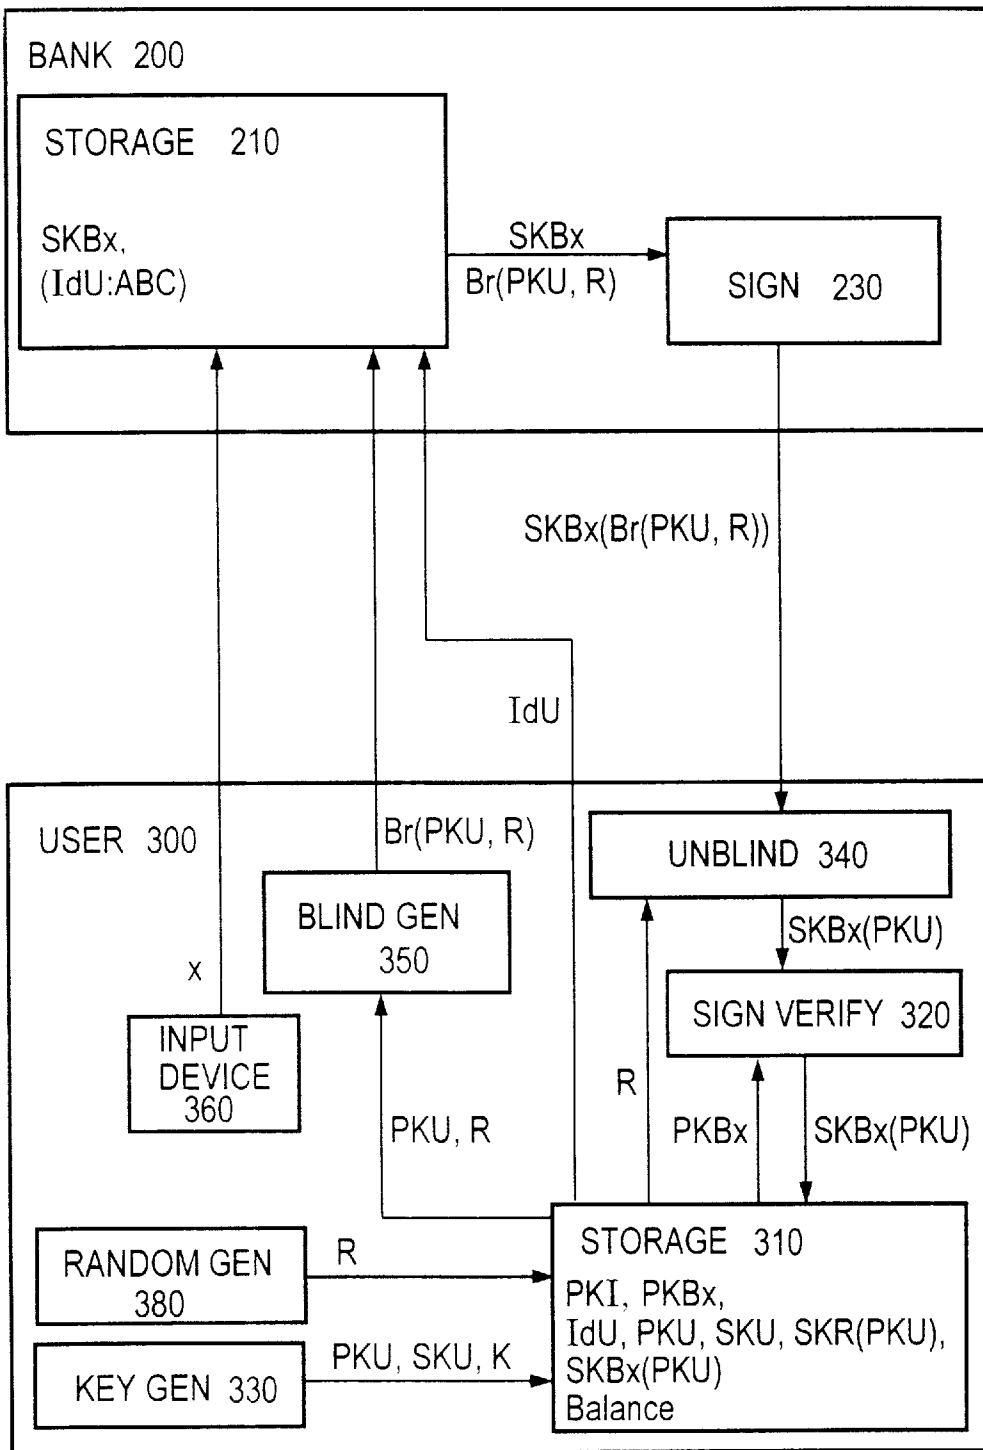 BANK 200
STORAGE 210
SKBx,
(IdU:ABC)
SKBx
Br(PKU, R)
SIGN 230
SKBx(Br(PKU, R))
IdU
USER 300
Br(PKU, R)
UNBLIND 340
BLIND GEN
350
SKBx(PKU)
x
SIGN VERIFY 320
INPUT
DEVICE
360
R
PKU, R
PKBx
SKBx(PKU)
RANDOM GEN
380
R
STORAGE 310
PKI, PKBx,
IdU, PKU, SKU, SKR(PKU),
SKBx(PKU)
Balance
KEY GEN 330
PKU, SKU, K